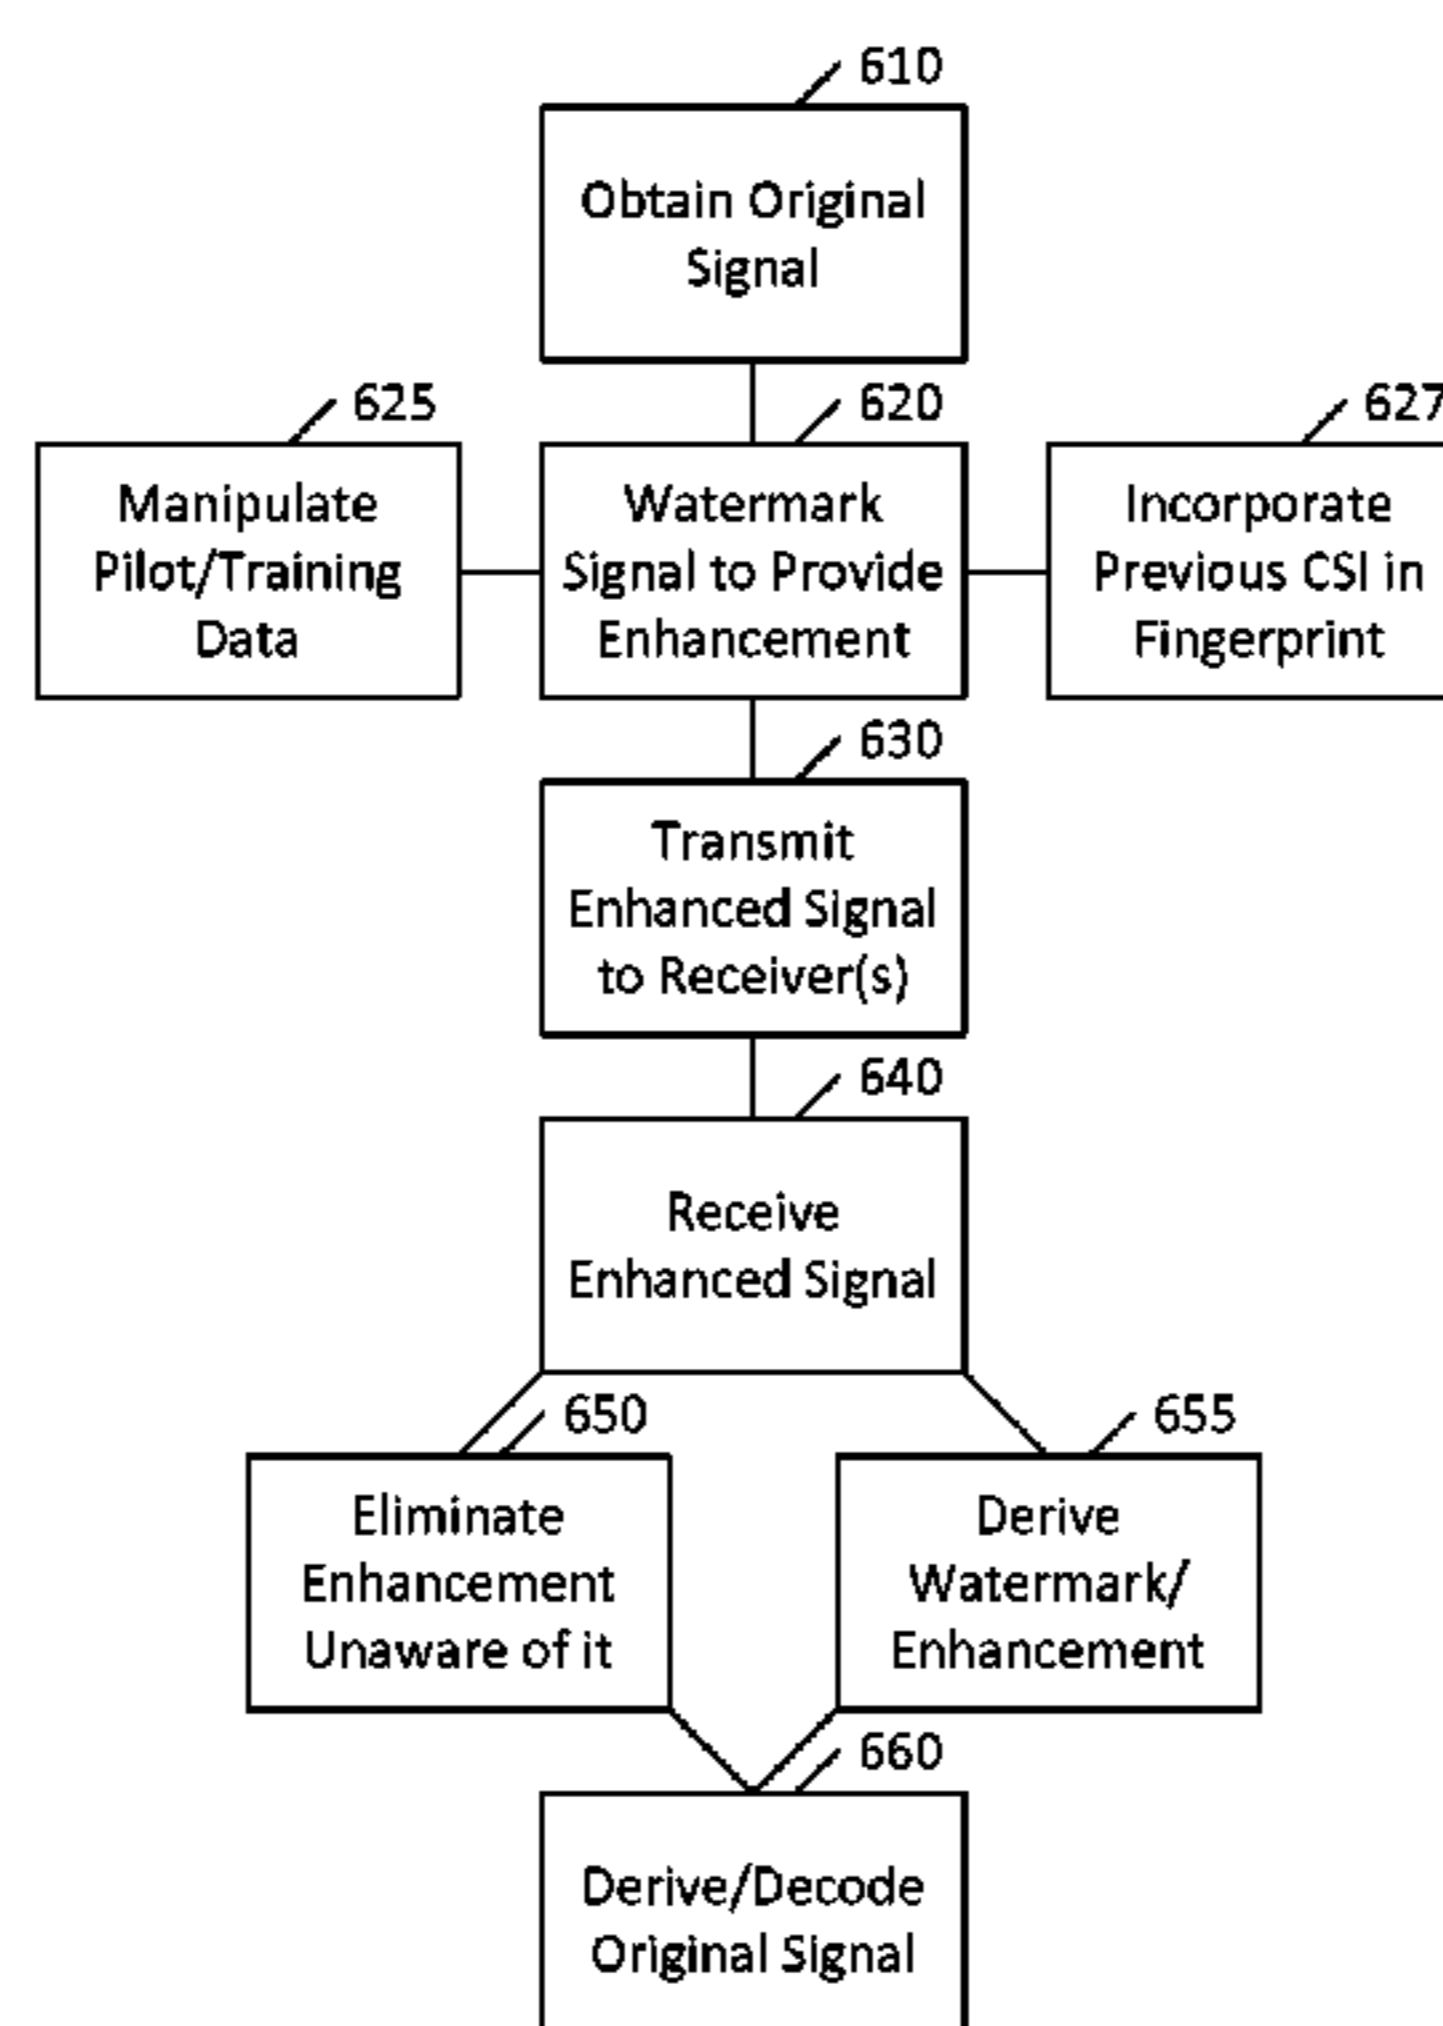 610
Obtain Original
Signal
625
620
627
Manipulate
Pilot/Training
Data
Watermark
Signal to Provide
Enhancement
Incorporate
Previous CSI in
Fingerprint
630
Transmit
Enhanced Signal
to Receiver(s)
640
Receive
Enhanced Signal
650
655
Eliminate
Enhancement
Unaware of it
Derive
Watermark/
Enhancement
660
Derive/Decode
Original Signal